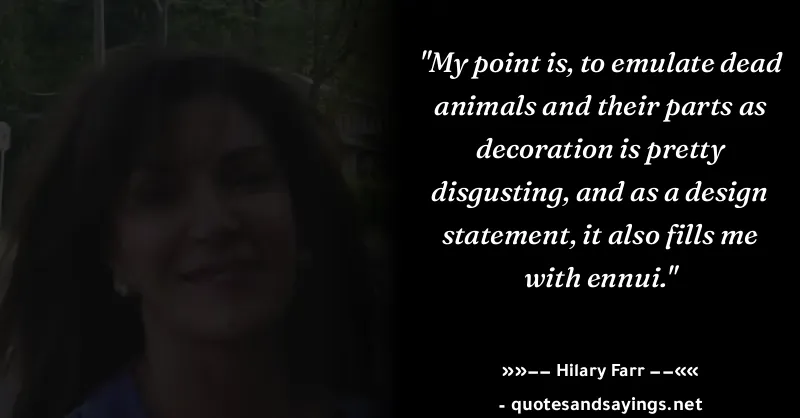 "My point is, to emulate dead
animals and their parts as
decoration is pretty
disgusting, and as a design
statement, it also fills me
with ennui."
»»−− Hilary Farr −−««
- quotesandsayings.net